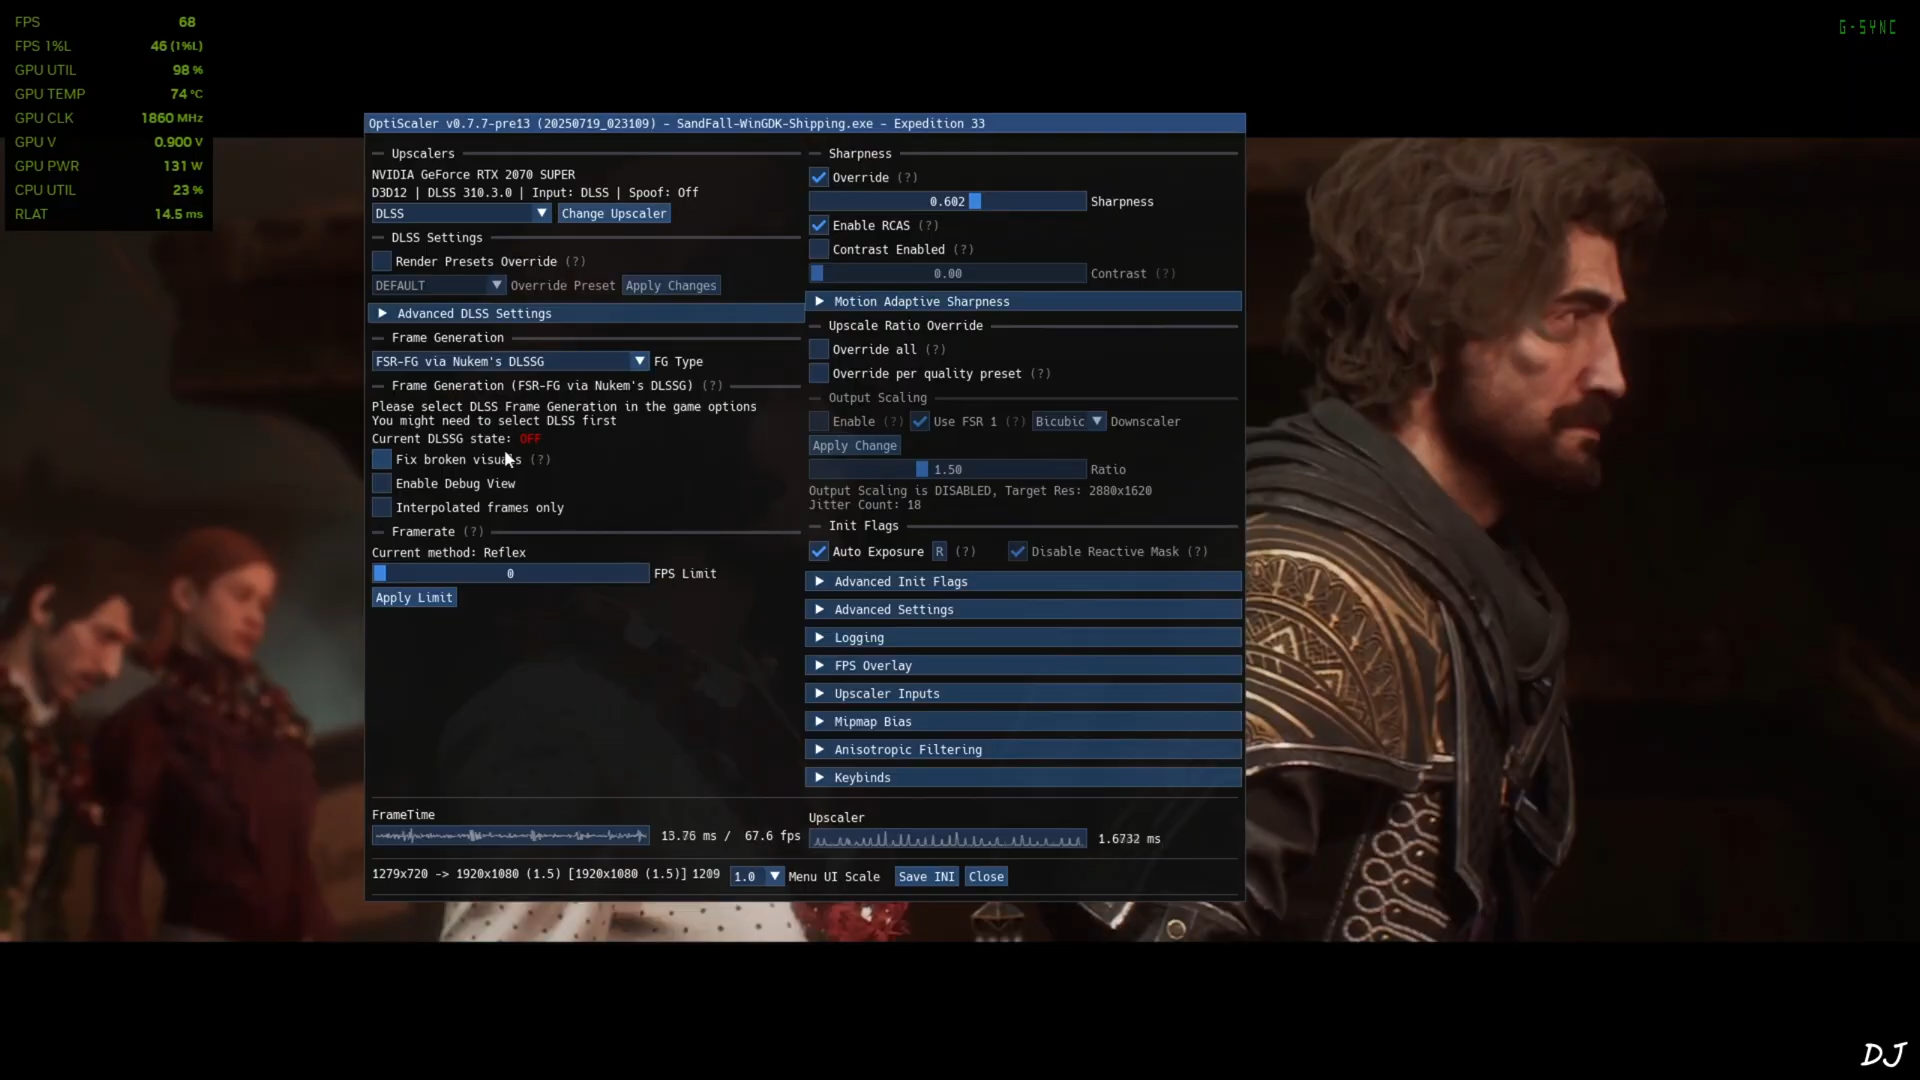 FPS 68
FPS 1%L 46 (1%L)
GPU UTIL 98 %
GPU TEMP 74 °C
GPU CLK 1860 MHz
GPU V 0.900 V
GPU PWR 131 W
CPU UTIL 23 %
RLAT 14.5 ms
G-SYNC
OptiScaler v0.7.7-pre13 (20250719_023109) - SandFall-WinGDK-Shipping.exe - Expedition 33
Upscalers
NVIDIA GeForce RTX 2070 SUPER
D3D12 | DLSS 310.3.0 | Input: DLSS | Spoof: Off
DLSS Change Upscaler
DLSS Settings
Render Presets Override (?)
DEFAULT Override Preset Apply Changes
Advanced DLSS Settings
Frame Generation
FSR-FG via Nukem's DLSSG FG Type
Frame Generation (FSR-FG via Nukem's DLSSG) (?)
Please select DLSS Frame Generation in the game options
You might need to select DLSS first
Current DLSSG state: OFF
Fix broken visuals (?)
Enable Debug View
Interpolated frames only
Framerate (?)
Current method: Reflex
0 FPS Limit
Apply Limit
Sharpness
Override (?)
0.602 Sharpness
Enable RCAS (?)
Contrast Enabled (?)
0.00 Contrast (?)
Motion Adaptive Sharpness
Upscale Ratio Override
Override all (?)
Override per quality preset (?)
Output Scaling
Enable (?) Use FSR 1 (?) Bicubic Downscaler
Apply Change
1.50 Ratio
Output Scaling is DISABLED, Target Res: 2880x1620
Jitter Count: 18
Init Flags
Auto Exposure R (?) Disable Reactive Mask (?)
Advanced Init Flags
Advanced Settings
Logging
FPS Overlay
Upscaler Inputs
Mipmap Bias
Anisotropic Filtering
Keybinds
FrameTime
13.76 ms / 67.6 fps
Upscaler
1.6732 ms
1279x720 -> 1920x1080 (1.5) [1920x1080 (1.5)] 1209 1.0 Menu UI Scale Save INI Close
DJ